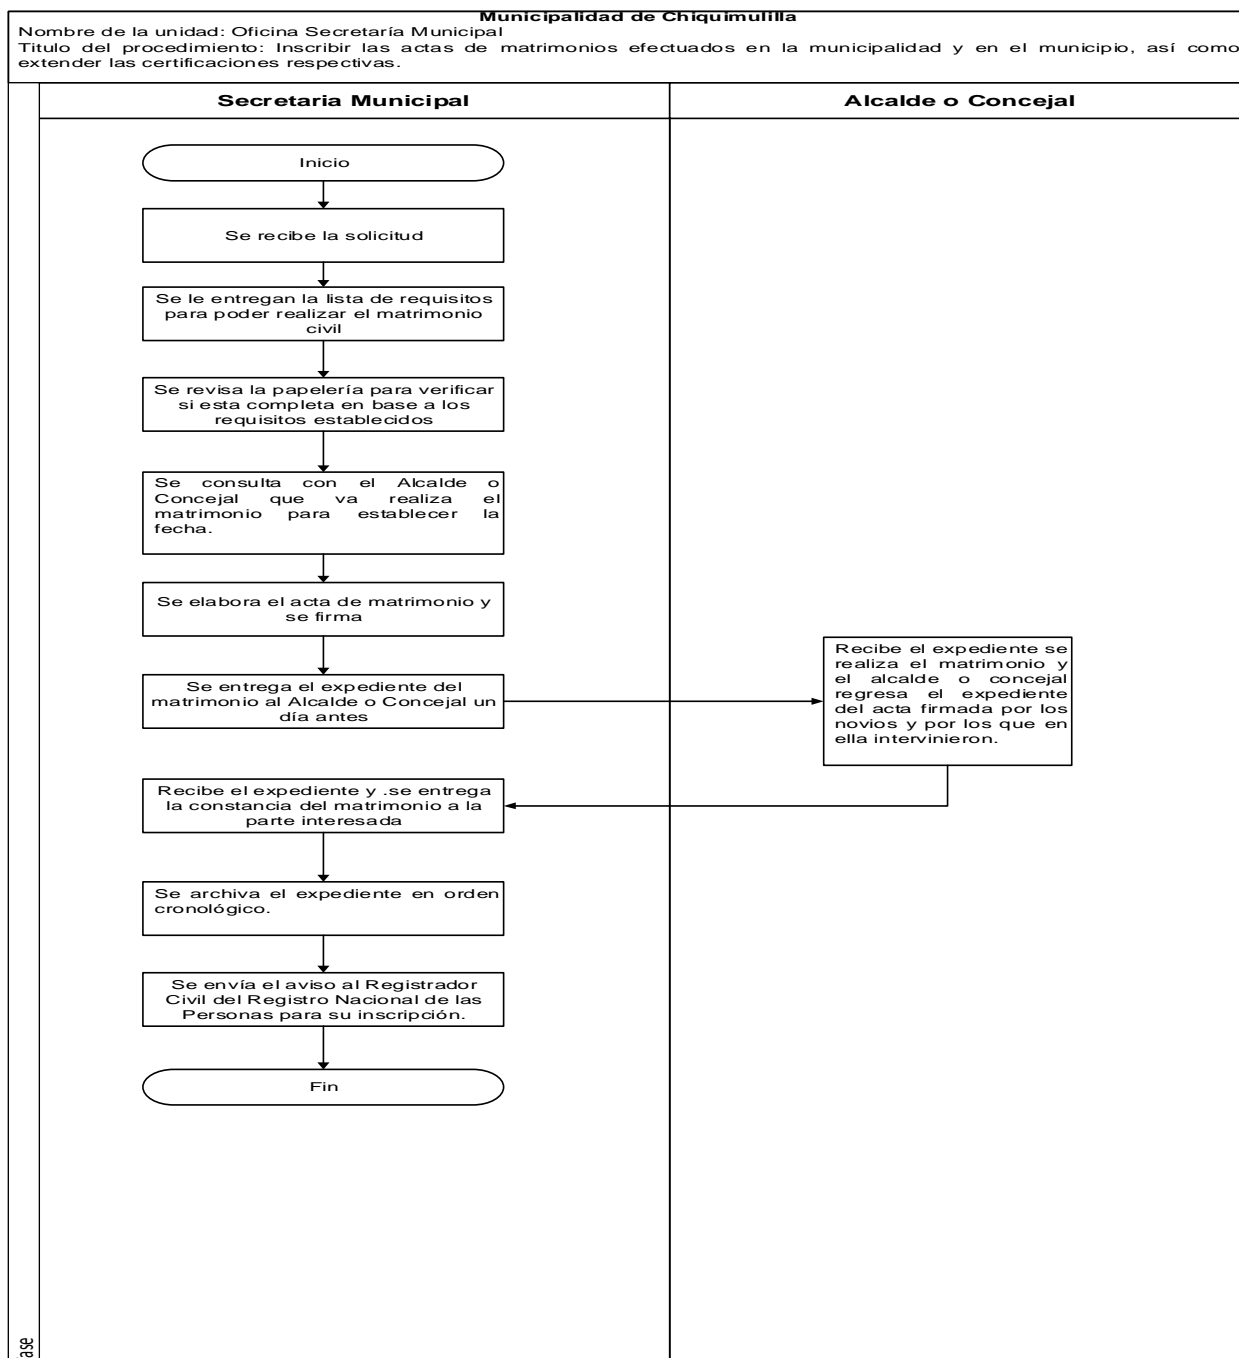 Municipalidad de Chiquimulilla
Nombre de la unidad: Oficina Secretaría Municipal
Titulo del procedimiento: Inscribir las actas de matrimonios efectuados en la municipalidad y en el municipio, así como
extender las certificaciones respectivas.
Secretaria Municipal
Alcalde o Concejal
Inicio
Se recibe la solicitud
Se le entregan la lista de requisitos
para poder realizar el matrimonio
civil
Se revisa la papelería para verificar
si esta completa en base a los
requisitos establecidos
Se consulta con el Alcalde o
Concejal que va realiza el
matrimonio para establecer la
fecha.
Se elabora el acta de matrimonio y
se firma
Se entrega el expediente del
matrimonio al Alcalde o Concejal un
día antes
Recibe el expediente se
realiza el matrimonio y
el alcalde o concejal
regresa el expediente
del acta firmada por los
novios y por los que en
ella intervinieron.
Recibe el expediente y .se entrega
la constancia del matrimonio a la
parte interesada
Se archiva el expediente en orden
cronológico.
Se envía el aviso al Registrador
Civil del Registro Nacional de las
Personas para su inscripción.
Fin
ase